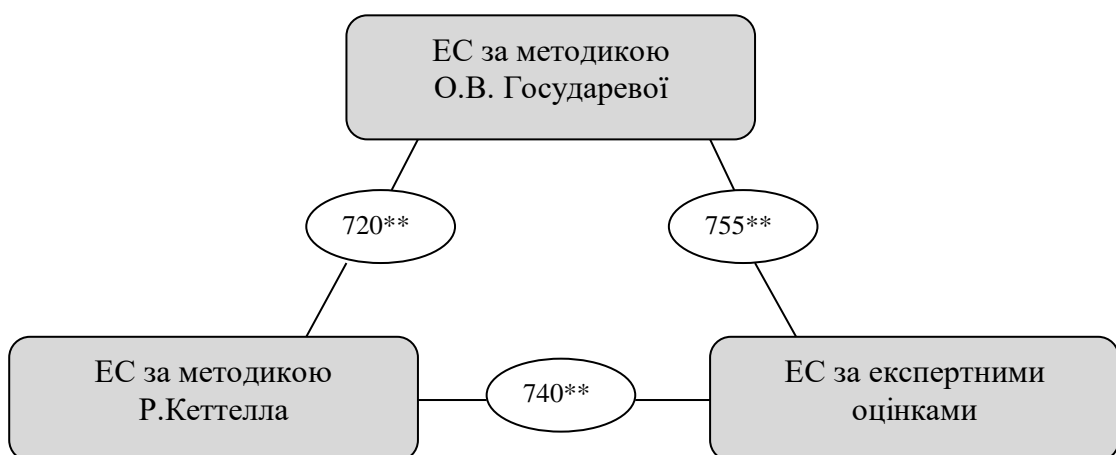 ЕС за методикою
О.В. Государевої
720**
755**
ЕС за методикою
Р.Кеттелла
740**
ЕС за експертними
оцінками